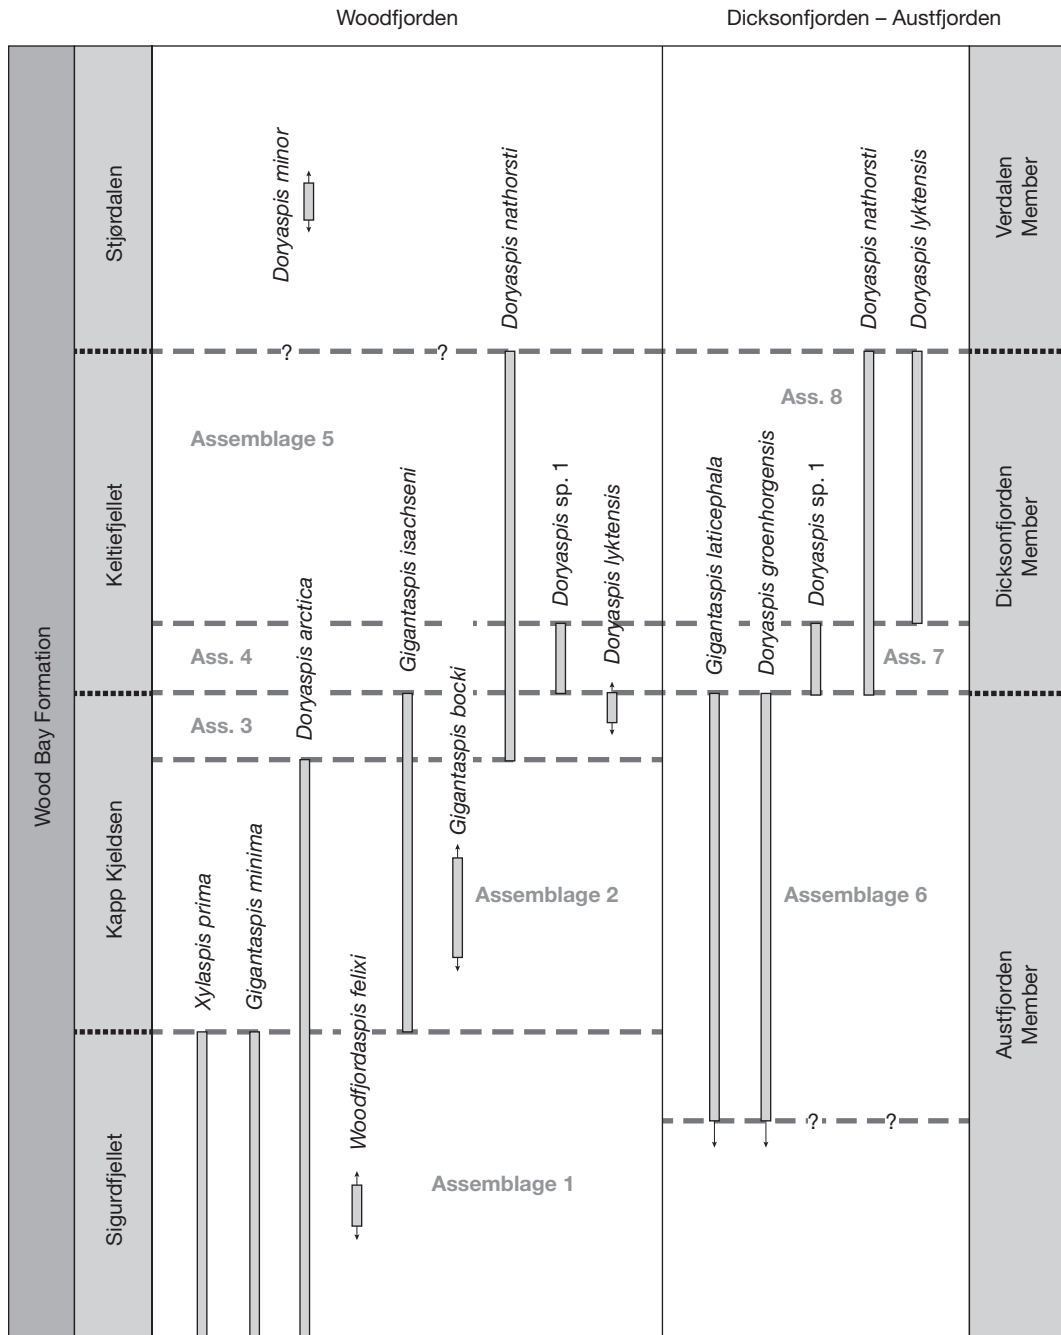 Woodfjorden
Dicksonfjorden – Austfjorden
Wood Bay Formation
Stjørdalen
Keltiefjellet
Kapp Kjeldsen
Sigurdfjellet
Doryaspis minor
Doryaspis nathorsti
?
?
Assemblage 5
Gigantaspis isachseni
Doryaspis sp. 1
Doryaspis lyktensis
Doryaspis arctica
Ass. 4
Ass. 3
Gigantaspis bocki
Xylaspis prima
Gigantaspis minima
Assemblage 2
Woodfjordaspis felixi
Assemblage 1
Doryaspis nathorsti
Doryaspis lyktensis
Ass. 8
Gigantaspis laticephala
Doryaspis groenhorgensis
Doryaspis sp. 1
Ass. 7
Assemblage 6
?
?
Verdalen
Member
Dicksonfjorden
Member
Austfjorden
Member